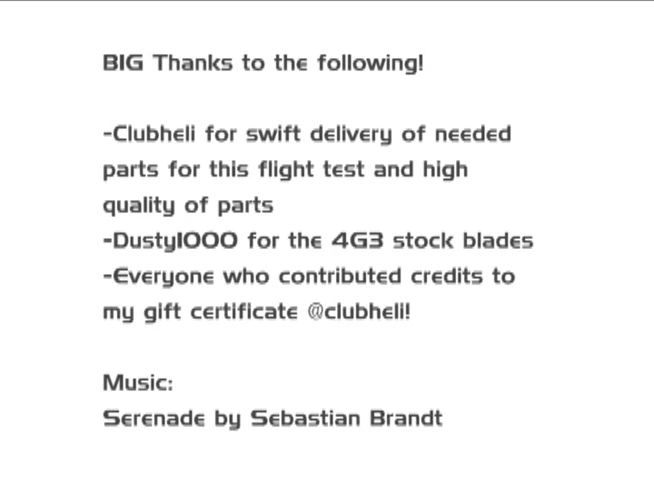 BIG Thanks to the following!
-Clubheli for swift delivery of needed
parts for this flight test and high
quality of parts
-Dusty1000 for the 4G3 stock blades
-Everyone who contributed credits to
my gift certificate @clubheli!
Music:
Serenade by Sebastian Brandt